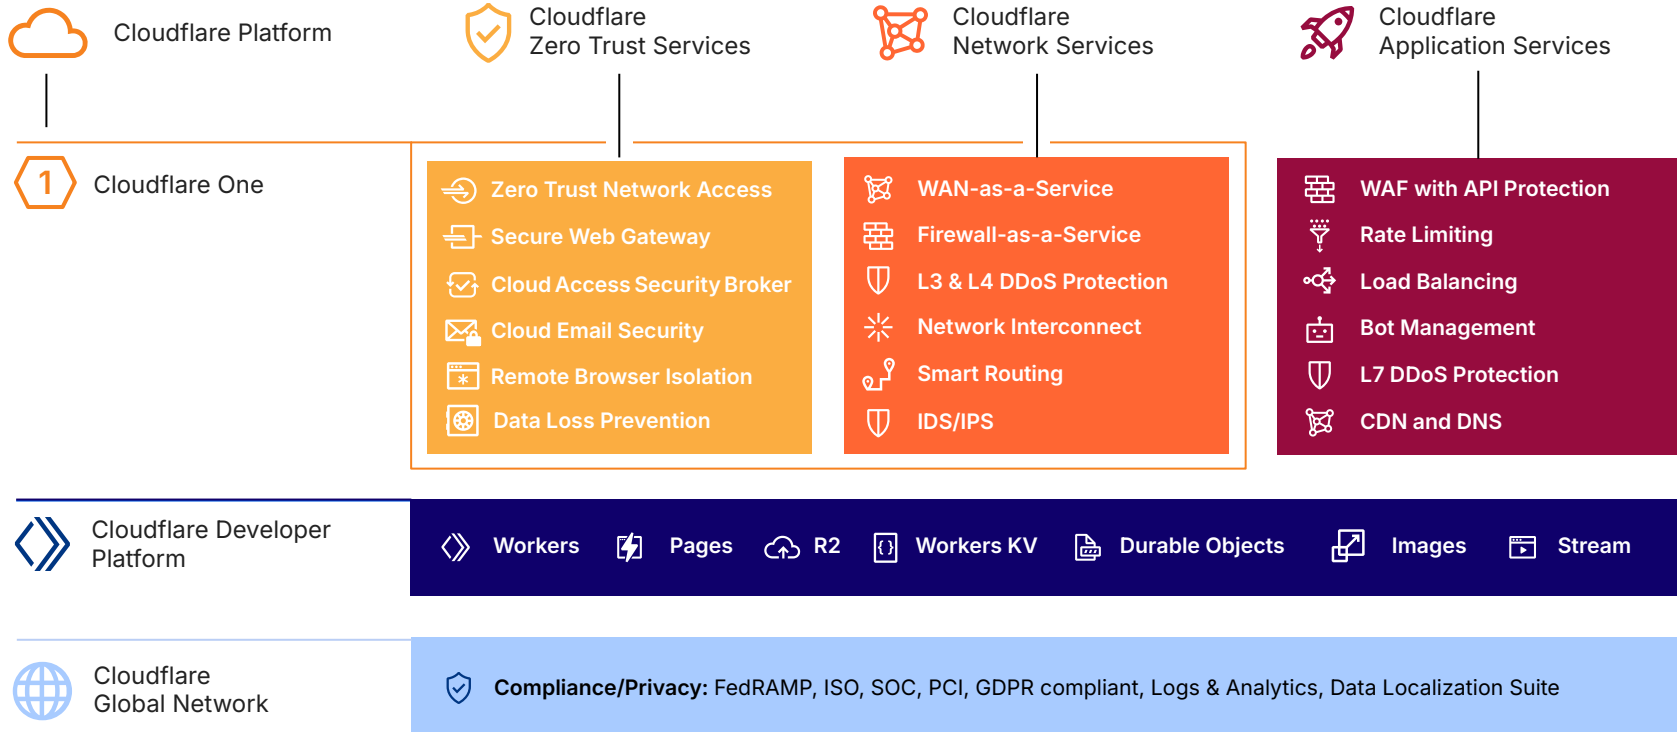 Cloudflare Platform
Cloudflare
Zero Trust Services
Cloudflare
Network Services
Cloudflare
Application Services
1
Cloudflare One
Zero Trust Network Access
Secure Web Gateway
Cloud Access Security Broker
Cloud Email Security
Remote Browser Isolation
Data Loss Prevention
WAN-as-a-Service
Firewall-as-a-Service
L3 & L4 DDoS Protection
Network Interconnect
Smart Routing
IDS/IPS
WAF with API Protection
Rate Limiting
Load Balancing
Bot Management
L7 DDoS Protection
CDN and DNS
Cloudflare Developer
Platform
Workers Pages R2 Workers KV Durable Objects Images Stream
Cloudflare
Global Network
Compliance/Privacy: FedRAMP, ISO, SOC, PCI, GDPR compliant, Logs & Analytics, Data Localization Suite